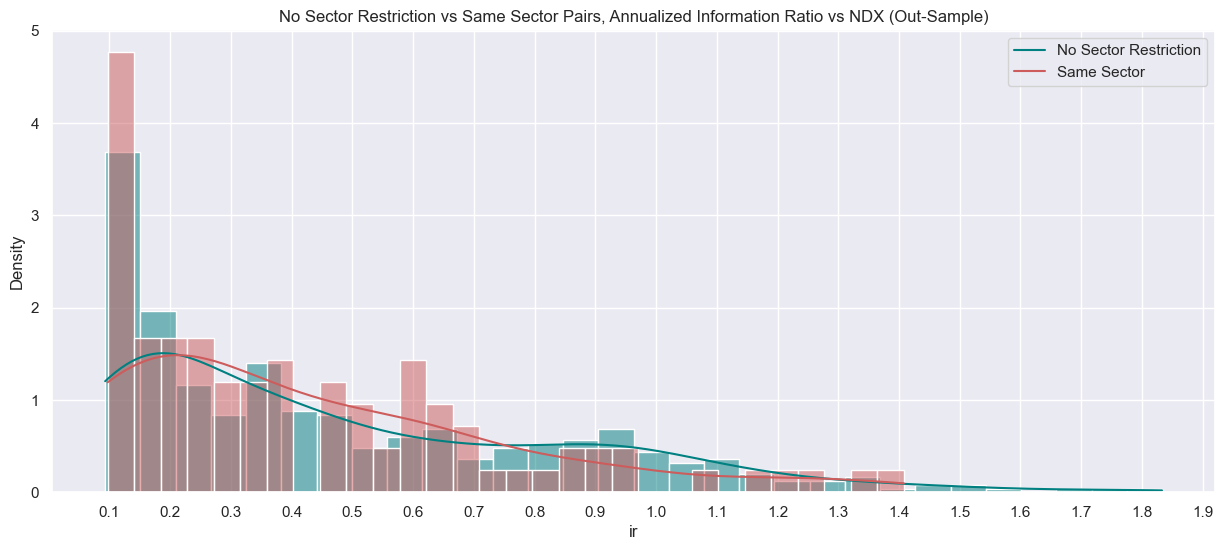 No Sector Restriction vs Same Sector Pairs, Annualized Information Ratio vs NDX (Out-Sample)
No Sector Restriction
Same Sector
Density
5
4
3
2
1
0
0.1 0.2 0.3 0.4 0.5 0.6 0.7 0.8 0.9 1.0 1.1 1.2 1.3 1.4 1.5 1.6 1.7 1.8 1.9
ir